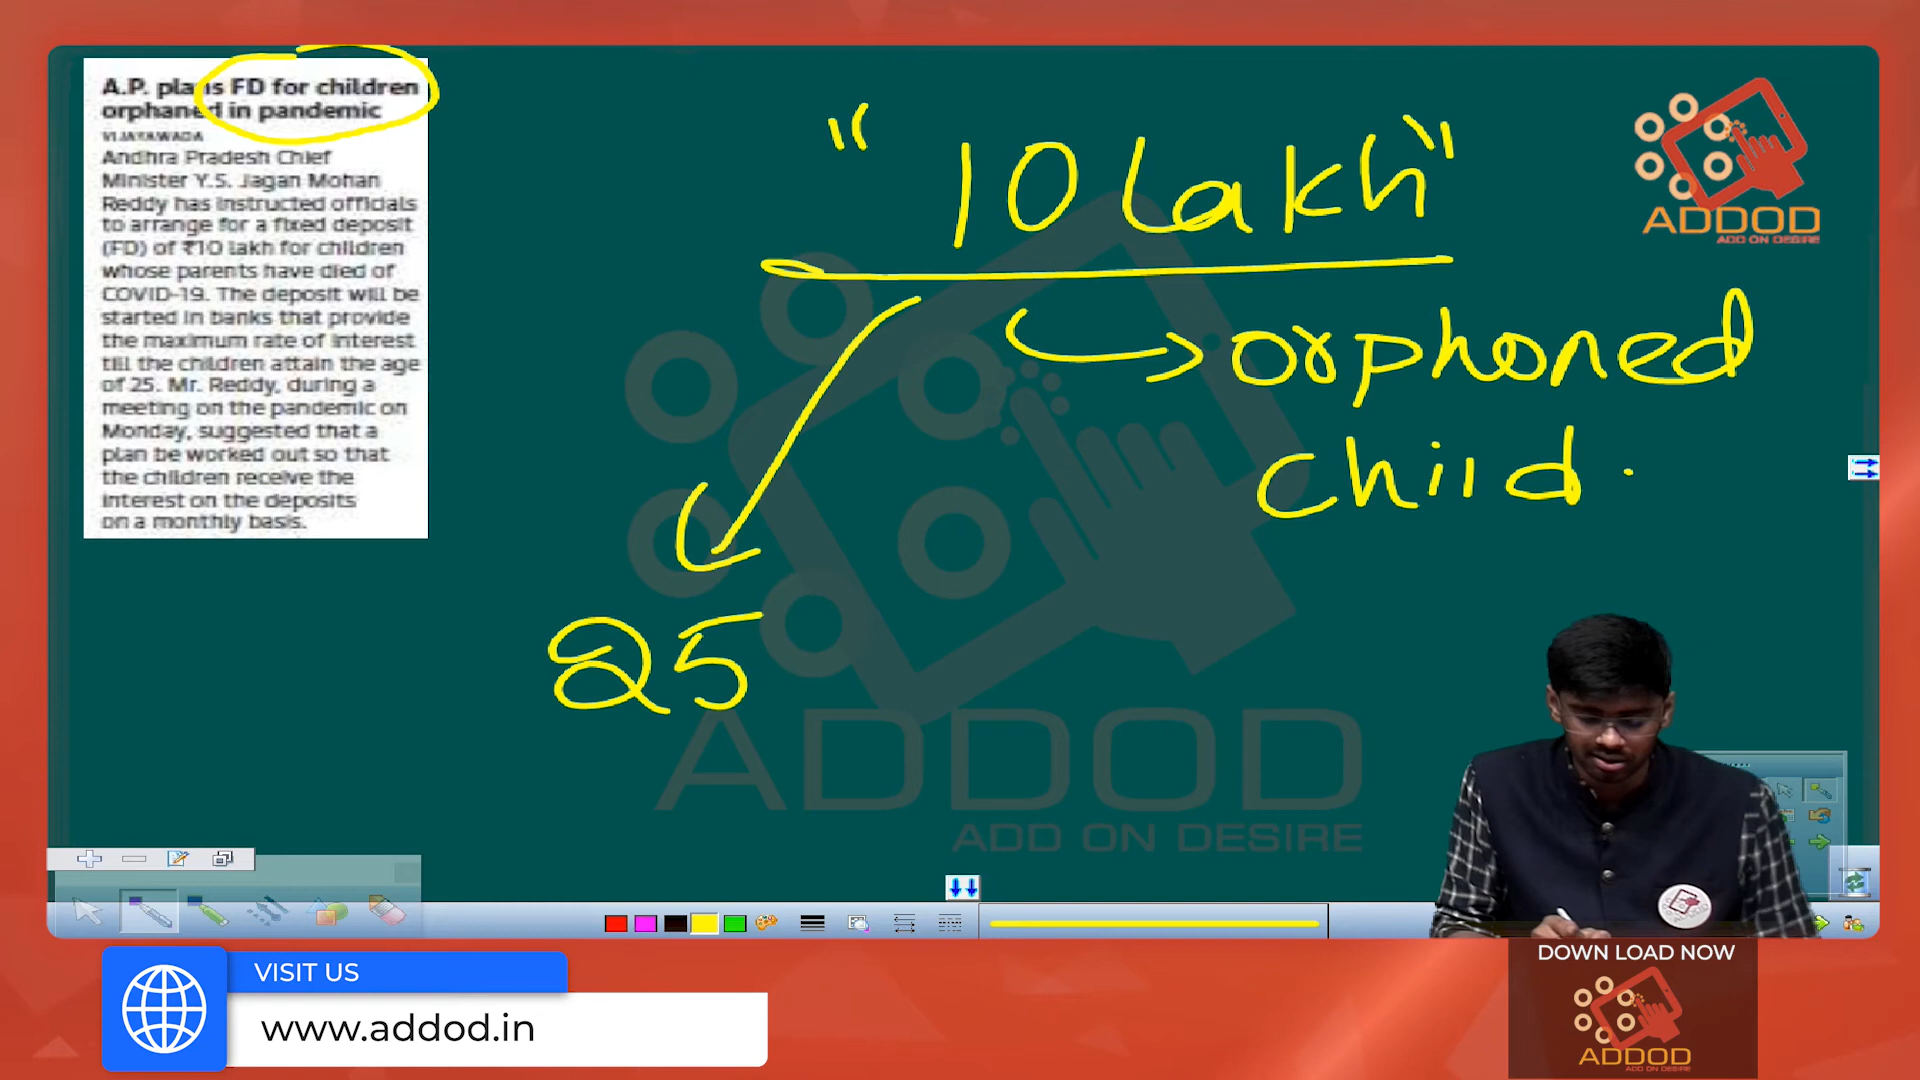 A.P. plans FD for children
orphaned in pandemic
VIJAYAWADA
Andhra Pradesh Chief
Minister Y.S. Jagan Mohan
Reddy has instructed officials
to arrange for a fixed deposit
(FD) of ₹10 lakh for children
whose parents have died of
COVID-19. The deposit will be
started in banks that provide
the maximum rate of interest
till the children attain the age
of 25. Mr. Reddy, during a
meeting on the pandemic on
Monday, suggested that a
plan be worked out so that
the children receive the
interest on the deposits
on a monthly basis.
"10 lakh"
orphoned
child.
25
ADDOD
ADD ON DESIRE
ADDOD
ADD ON DESIRE
ADDOD
VISIT US
www.addod.in
DOWN LOAD NOW
ADDOD
ADD ON DESIRE